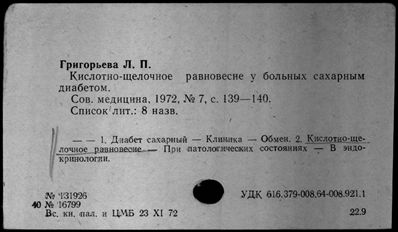 Григорьева Л. П.
Кислотно-щелочное равновесие у больных сахарным
диабетом.
Сов. медицина, 1972, № 7, с. 139—140.
Список лит.: 8 назв.
— — 1. Диабет сахарный — Клиника — Обмен. 2. Кислотно-ще-
лочное равновесие — При патологических состояниях — В эндо-
кринологии.
№ 131926
УДК 616.379-008.64-008.921.1
40 № 16799
Вс. кн. пал. и ЦМБ 23 XI 72
22.9